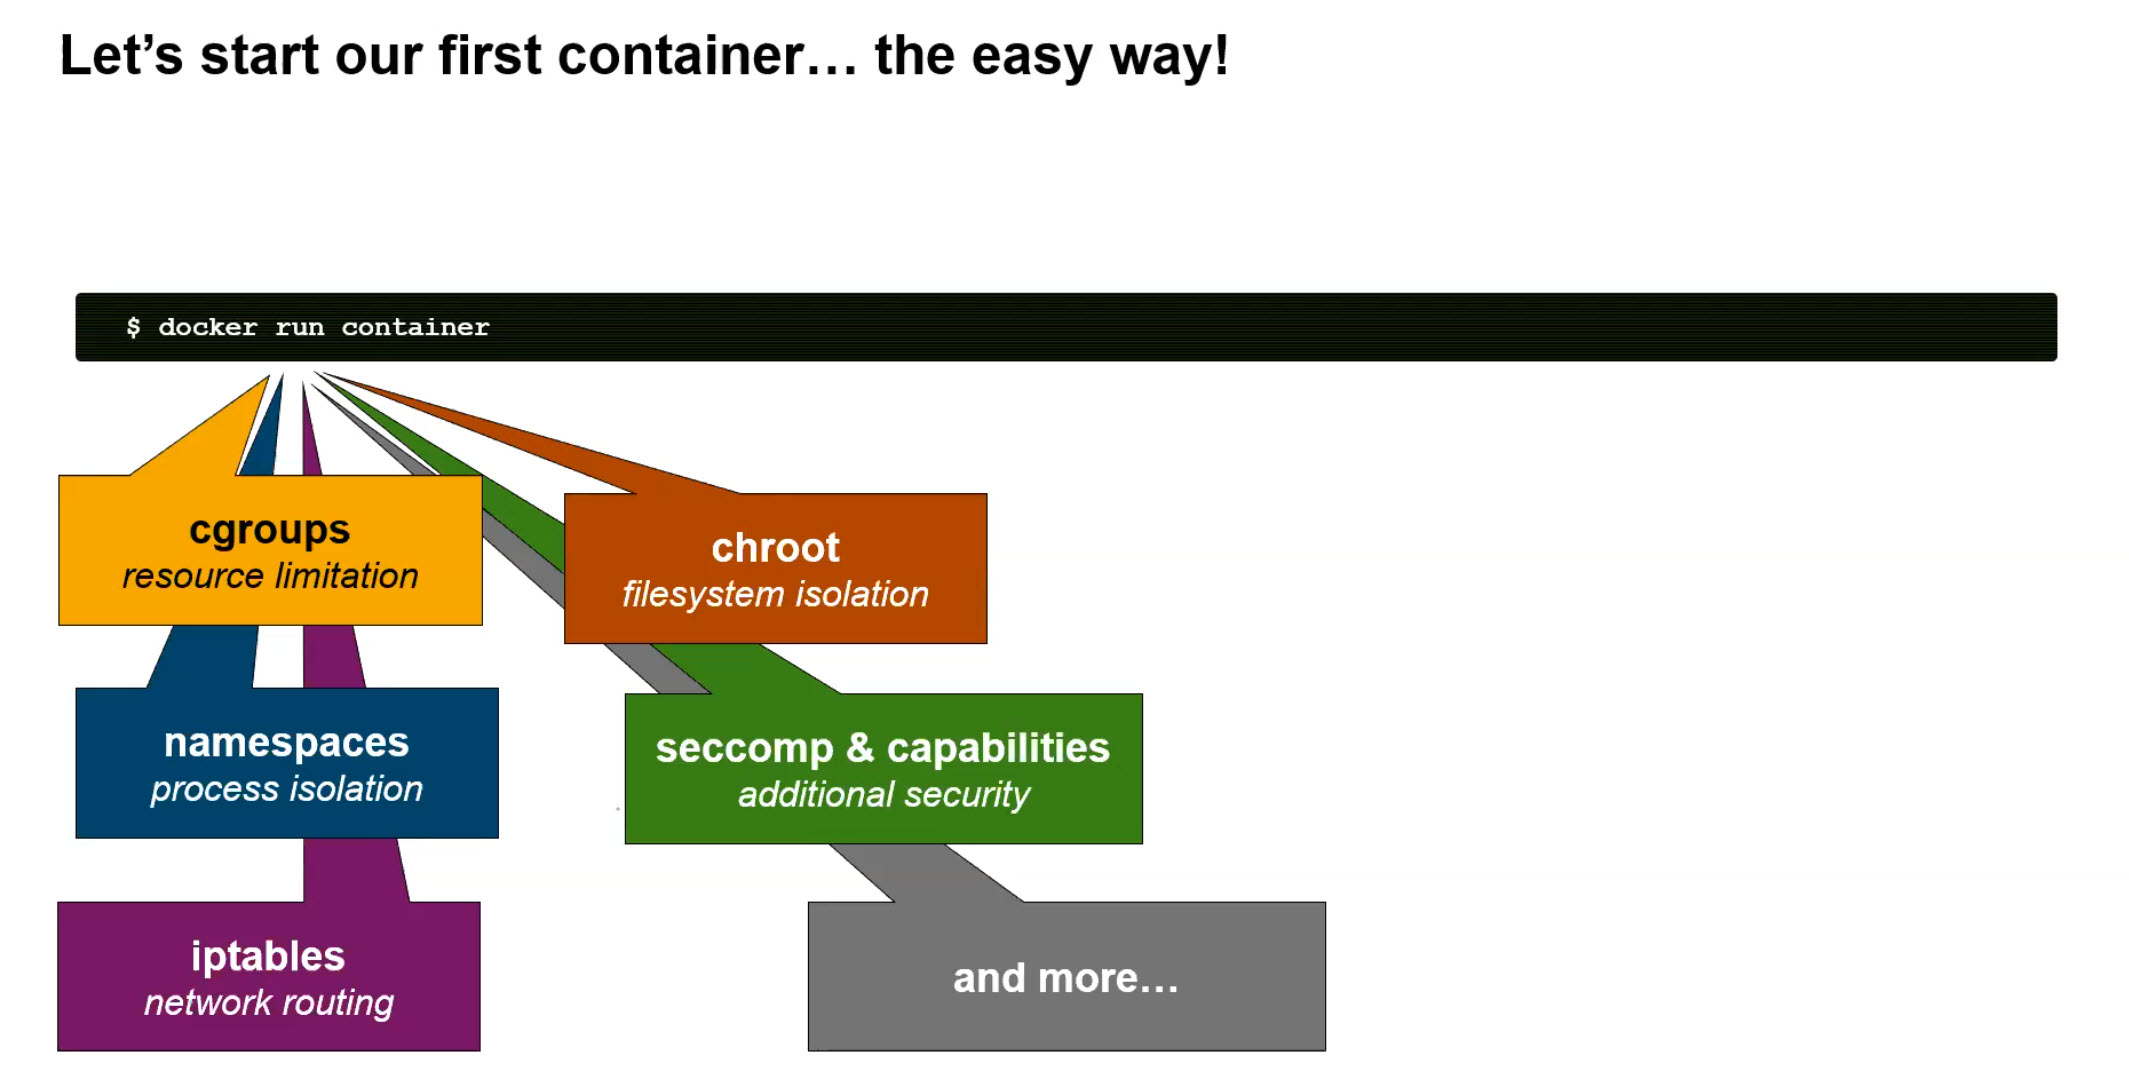 Let’s start our first container… the easy way!
$ docker run container
cgroups
resource limitation
chroot
filesystem isolation
namespaces
process isolation
seccomp & capabilities
additional security
iptables
network routing
and more…